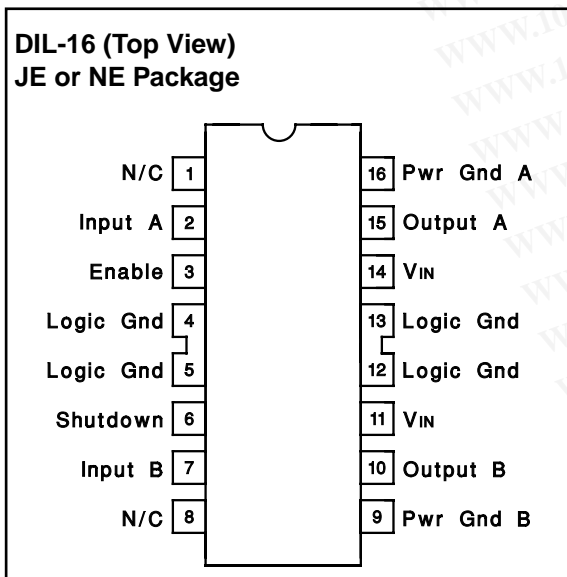 DIL-16 (Top View)
JE or NE Package
N/C 1
Input A 2
Enable 3
Logic Gnd 4
Logic Gnd 5
Shutdown 6
Input B 7
N/C 8
16 Pwr Gnd A
15 Output A
14 VIN
13 Logic Gnd
12 Logic Gnd
11 VIN
10 Output B
9 Pwr Gnd B